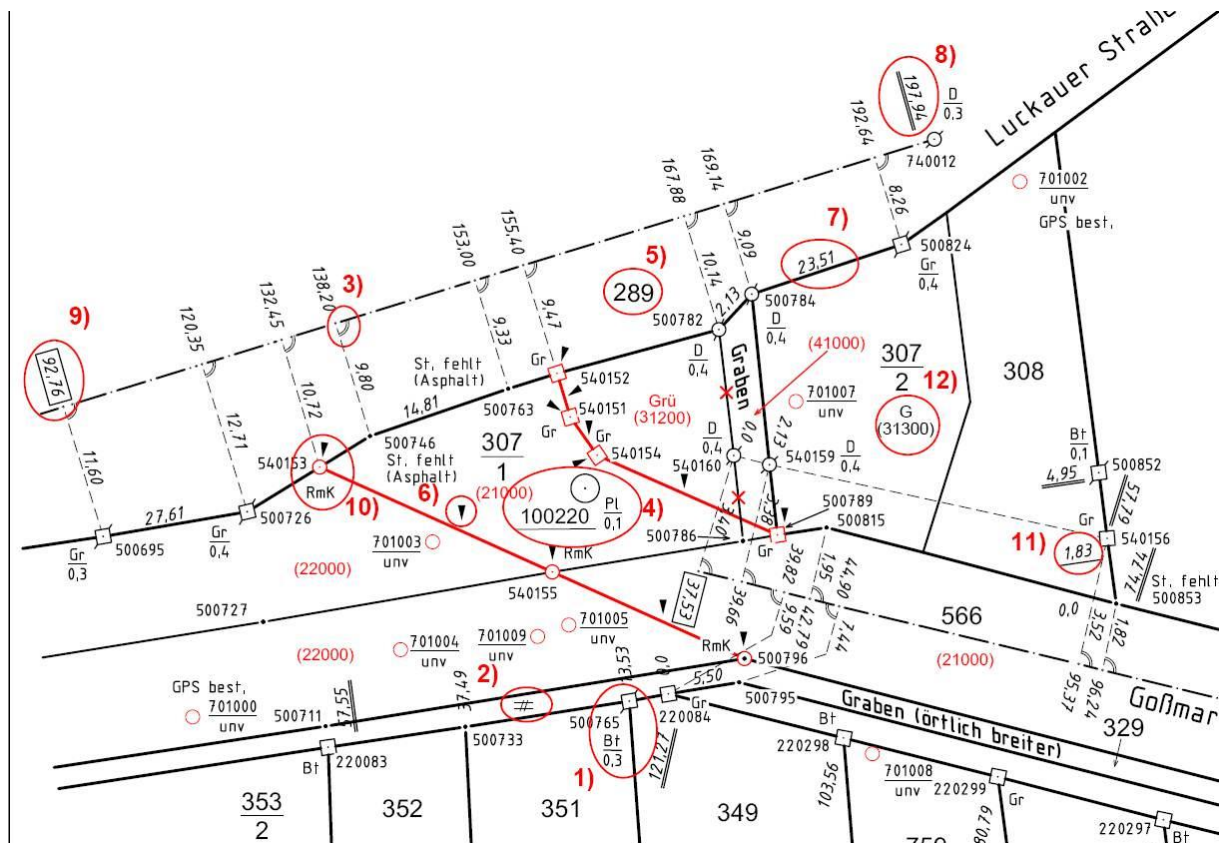 Luckauer Straße
8)
197,94
D
0,3
192,64
740012
169,14
167,88
701002
unv
GPS best,
8,26
500824
Gr
0,4
7)
23,51
5)
289
9,09
10,14
2,13
500784
D
0,4
500782
D
0,4
155,40
153,00
3)
138,20
132,45
120,35
9)
92,76
9,47
9,33
9,80
10,72
12,71
11,60
Gr
540152
St, fehlt
(Asphalt)
14,81
500763
540151
Gr
Gr
540154
Grü
(31200)
Graben
(41000)
701007
unv
307
2
12)
G
(31300)
308
500746
St, fehlt
(Asphalt)
307
1
(21000)
540153
RmK
10)
6)
27,61
500726
Gr
0,4
Gr
0,3
500695
100220
Pl
0,1
4)
540160
D
0,4
0,0
2,13
540159
D
0,4
3,38
3,40
500789
500815
500786
Gr
Bt
0,1
4,95
500852
57,79
Gr
540156
11)
1,83
74,74
St, fehlt
500853
701003
unv
(22000)
RmK
540155
500727
37,53
39,66
39,82
9,59
42,79
1,95
44,90
7,44
566
(21000)
0,0
3,52
1,82
95,37
96,24
Goßmar
701005
unv
701009
unv
701004
unv
(22000)
RmK
500796
GPS best,
701000
unv
2)
500711
500733
500765
Bt
0,3
1)
0,0
5,50
Gr
220084
500795
121,27
Graben (örtlich breiter)
329
Bt
220083
Bt
220298
701008
unv
220299
Gr
103,56
80,79
220297
Bt
353
2
352
351
349